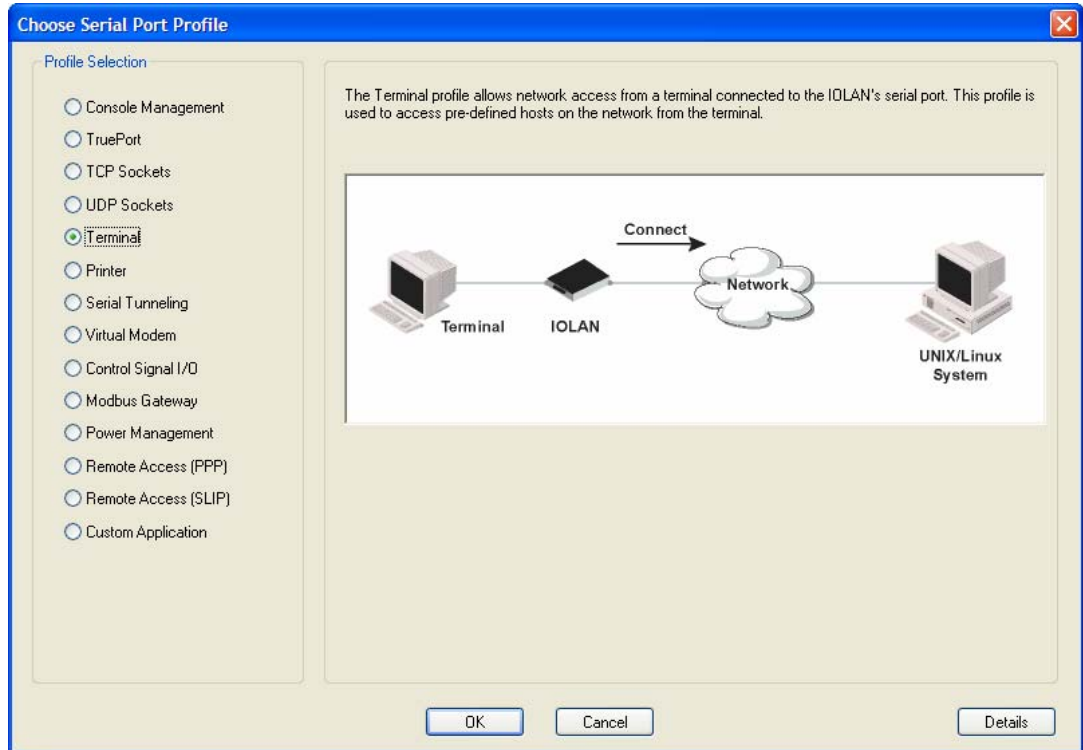 Choose Serial Port Profile
Profile Selection
Console Management
TruePort
TCP Sockets
UDP Sockets
Terminal
Printer
Serial Tunneling
Virtual Modem
Control Signal I/O
Modbus Gateway
Power Management
Remote Access (PPP)
Remote Access (SLIP)
Custom Application
The Terminal profile allows network access from a terminal connected to the IOLAN's serial port. This profile is
used to access pre-defined hosts on the network from the terminal.
Connect
Network
Terminal
IOLAN
UNIX/Linux
System
OK
Cancel
Details